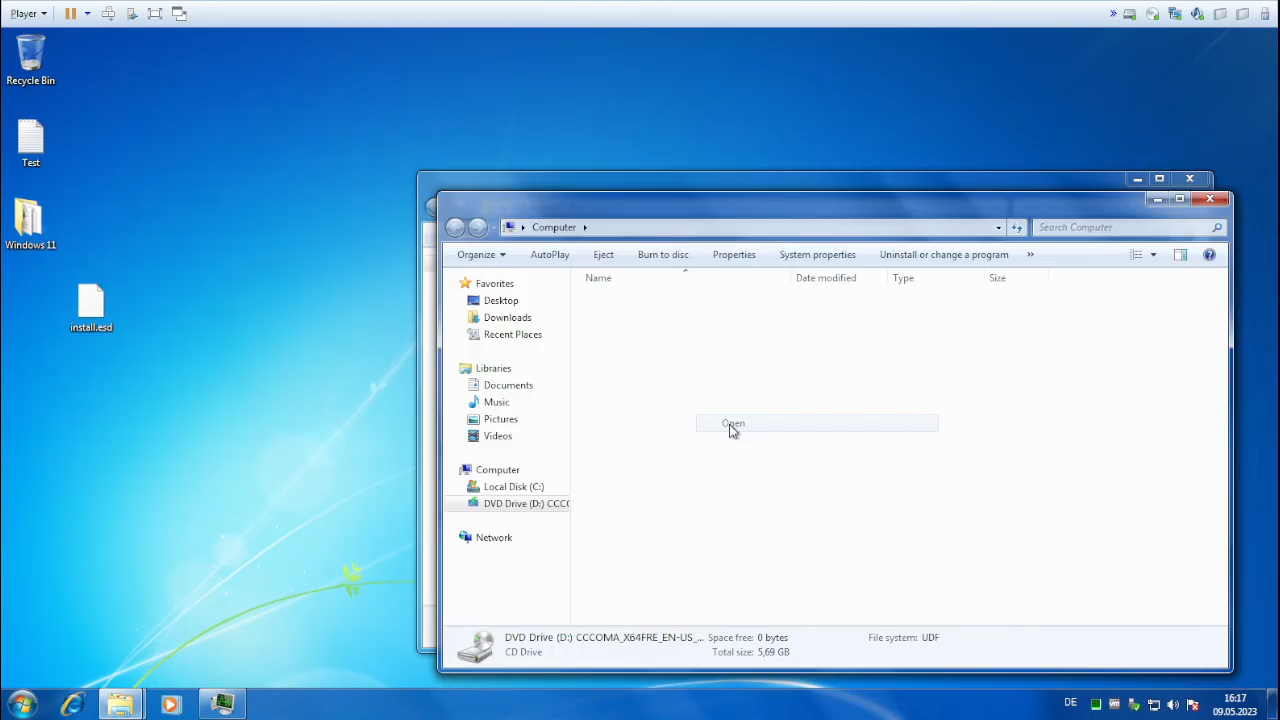 Player
Recycle Bin
Test
Windows 11
install.esd
Computer
Search Computer
Organize
AutoPlay
Eject
Burn to disc
Properties
System properties
Uninstall or change a program
»
Name
Date modified
Type
Size
Favorites
Desktop
Downloads
Recent Places
Libraries
Documents
Music
Pictures
Videos
Computer
Local Disk (C:)
DVD Drive (D:) CCC
Network
Open
DVD Drive (D:) CCCOMA_X64FRE_EN-US_...
Space free: 0 bytes
File system: UDF
CD Drive
Total size: 5,69 GB
DE
16:17
09.05.2023